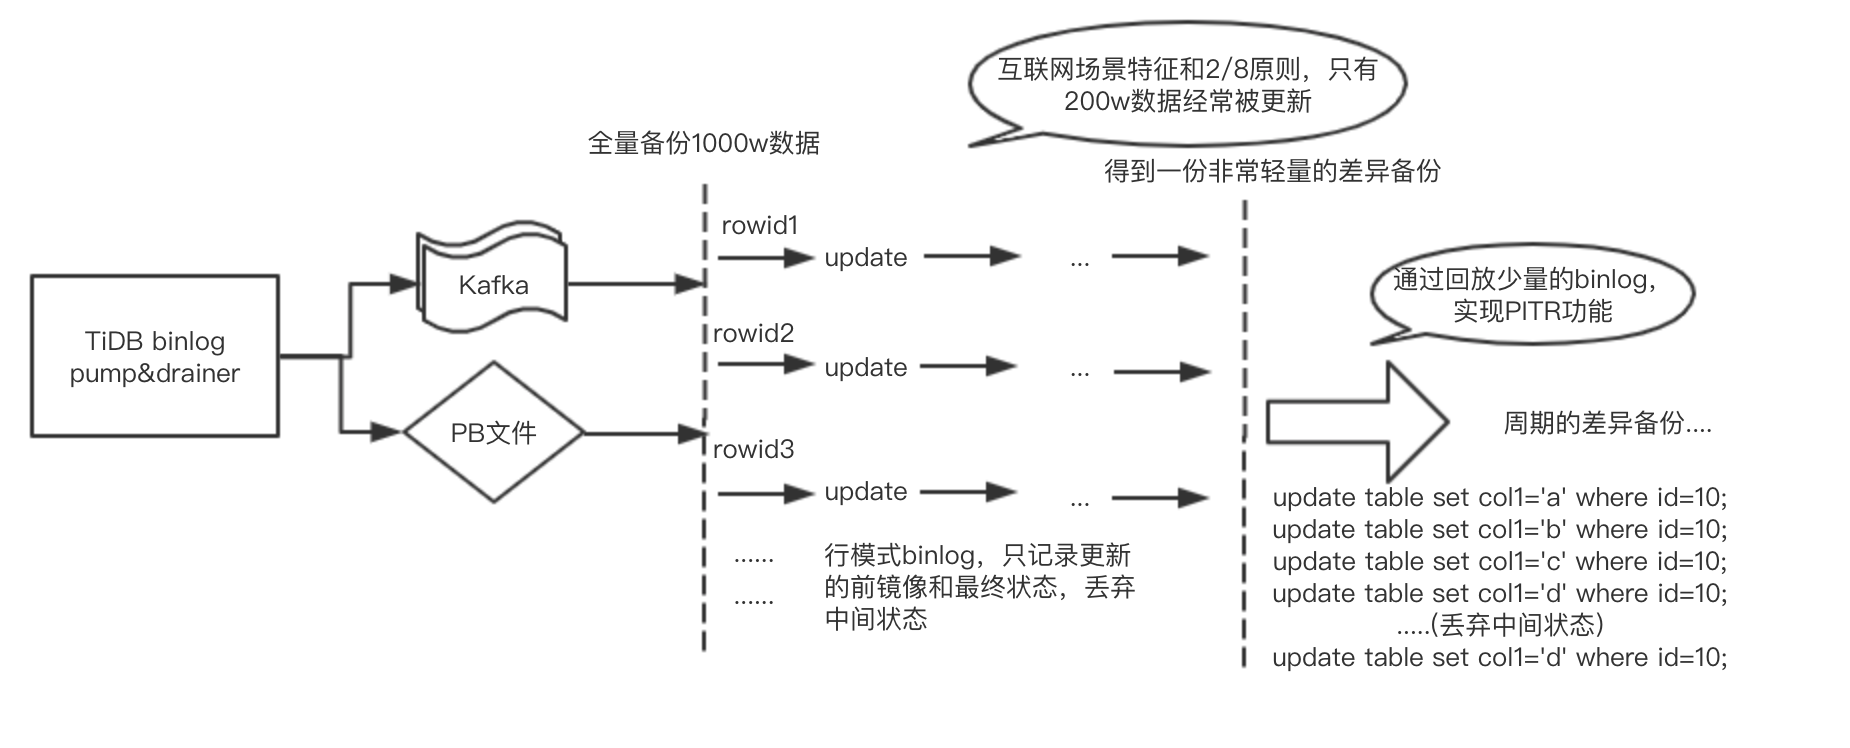 互联网场景特征和2/8原则，只有
200w数据经常被更新
全量备份1000w数据
得到一份非常轻量的差异备份
rowid1
update
...
Kafka
TiDB binlog
pump&drainer
通过回放少量的binlog，
实现PITR功能
rowid2
update
...
PB文件
rowid3
update
...
周期的差异备份....
......
......
行模式binlog，只记录更新
的前镜像和最终状态，丢弃
中间状态
update table set col1='a' where id=10;
update table set col1='b' where id=10;
update table set col1='c' where id=10;
update table set col1='d' where id=10;
.....(丢弃中间状态)
update table set col1='d' where id=10;